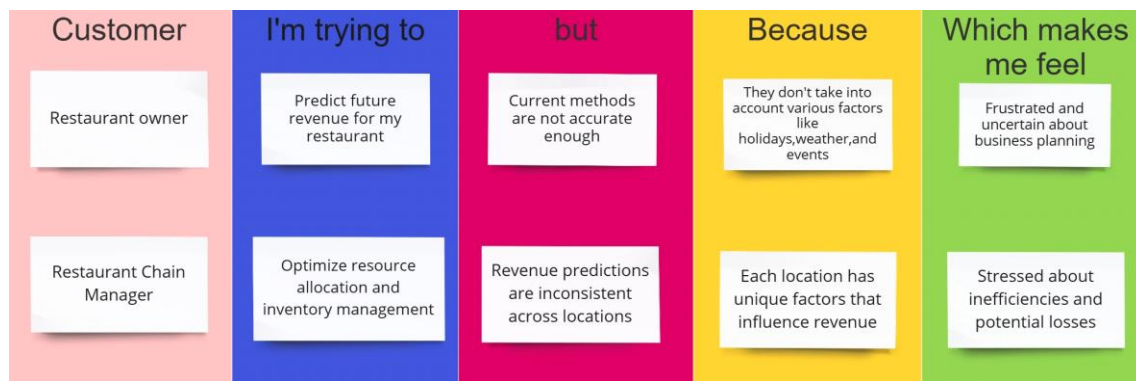 Customer
I'm trying to
but
Because
Which makes
me feel
Restaurant owner
Predict future
revenue for my
restaurant
Current methods
are not accurate
enough
They don't take into
account various factors
like
holidays,weather,and
events
Frustrated and
uncertain about
business planning
Restaurant Chain
Manager
Optimize resource
allocation and
inventory management
Revenue predictions
are inconsistent
across locations
Each location has
unique factors that
influence revenue
Stressed about
inefficiencies and
potential losses